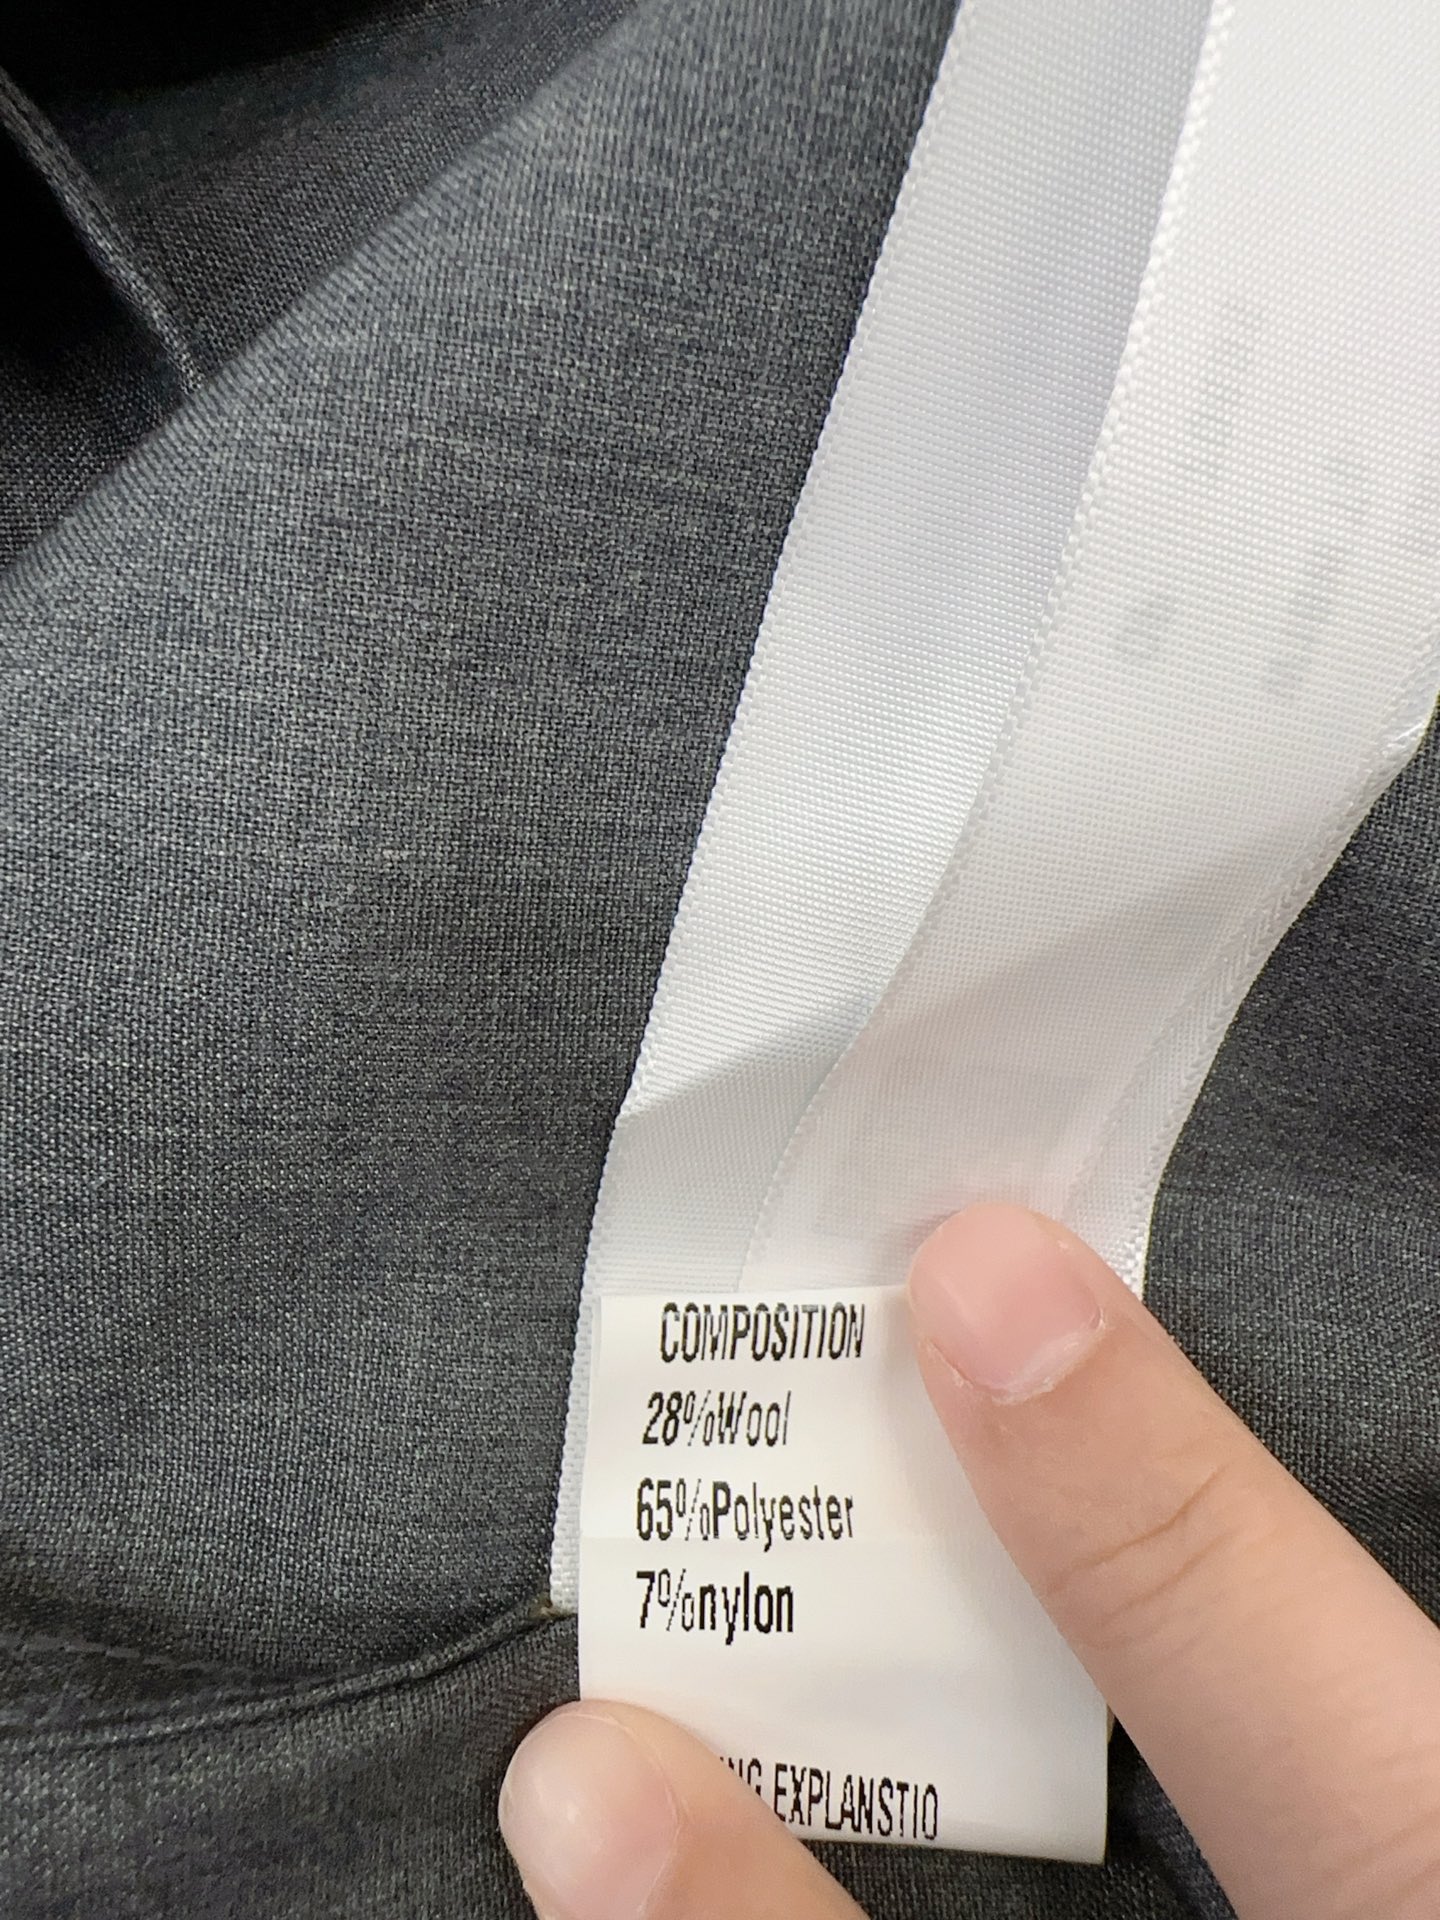 COMPOSITION
28%Wool
65%Polyester
7%nylon
EXPLANSTIO